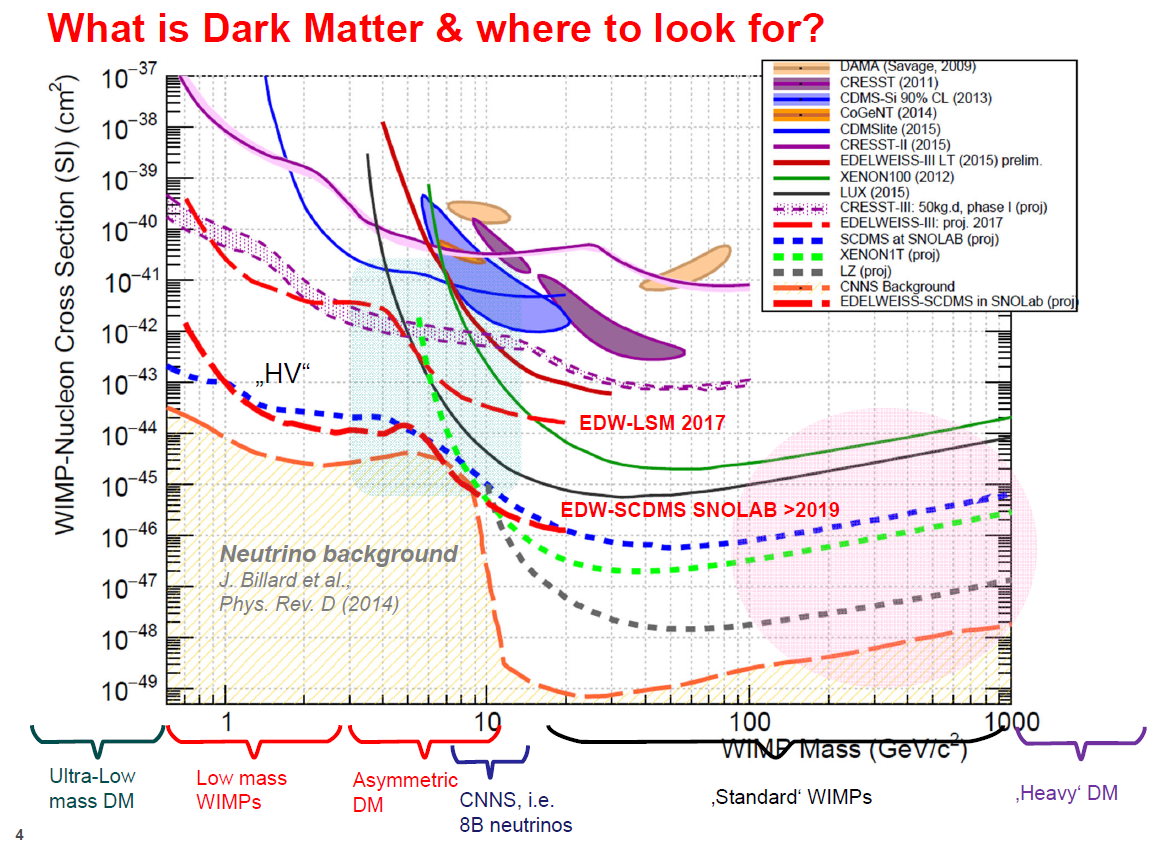 What is Dark Matter & where to look for?
WIMP-Nucleon Cross Section (SI) (cm²)
10⁻³⁷
10⁻³⁸
10⁻³⁹
10⁻⁴⁰
10⁻⁴¹
10⁻⁴²
10⁻⁴³
10⁻⁴⁴
10⁻⁴⁵
10⁻⁴⁶
10⁻⁴⁷
10⁻⁴⁸
10⁻⁴⁹
DAMA (Savage, 2009)
CRESST (2011)
CDMS-Si 90% CL (2013)
CoGeNT (2014)
CDMSlite (2015)
CRESST-II (2015)
EDELWEISS-III LT (2015) prelim.
XENON100 (2012)
LUX (2015)
CRESST-III: 50kg.d, phase I (proj)
EDELWEISS-III: proj. 2017
SCDMS at SNOLAB (proj)
XENON1T (proj)
LZ (proj)
CNNS Background
EDELWEISS-SCDMS in SNOLab (proj)
„HV“
EDW-LSM 2017
EDW-SCDMS SNOLAB >2019
Neutrino background
J. Billard et al.,
Phys. Rev. D (2014)
1
10
100
1000
WIMP Mass (GeV/c²)
Ultra-Low
mass DM
Low mass
WIMPs
Asymmetric
DM
CNNS, i.e.
8B neutrinos
‚Standard‘ WIMPs
‚Heavy‘ DM
4